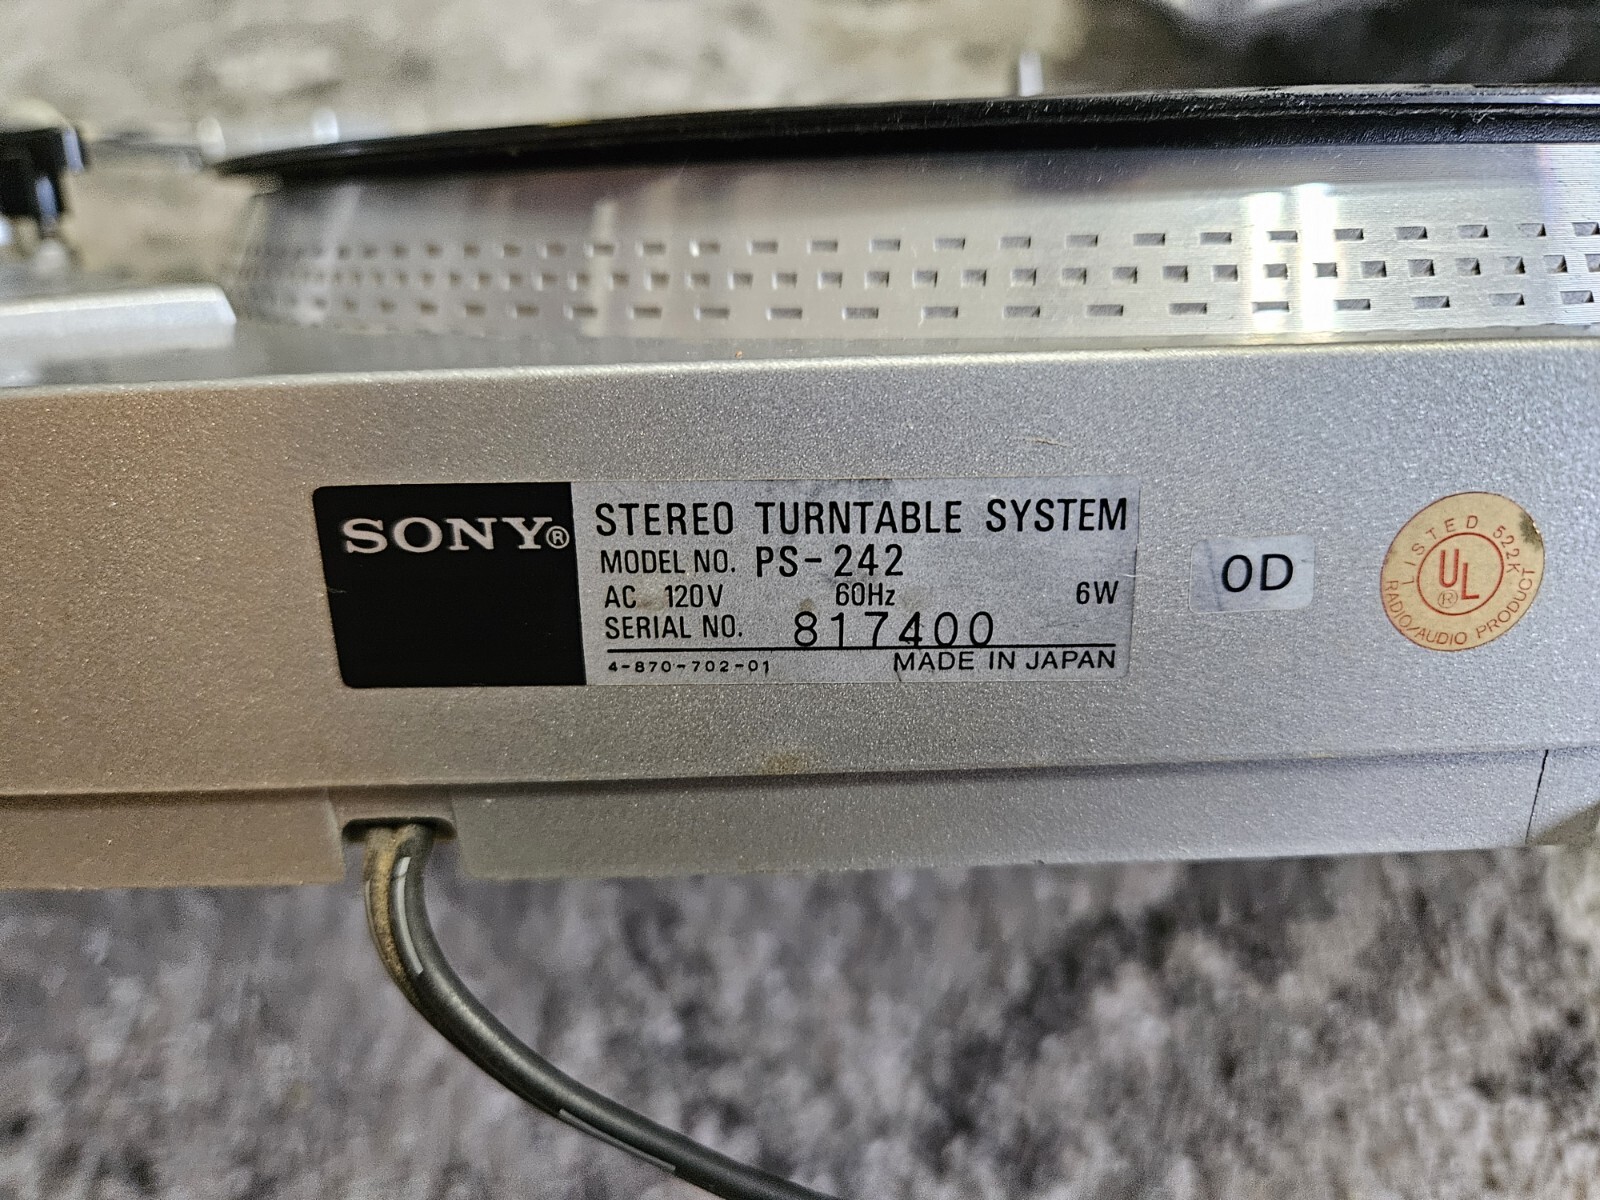 SONY®
STEREO TURNTABLE SYSTEM
MODEL NO. PS-242
AC 120V 60Hz 6W
SERIAL NO. 817400
4-870-702-01 MADE IN JAPAN
OD
LISTED 522K
UL
®
RADIO/AUDIO PRODUCT